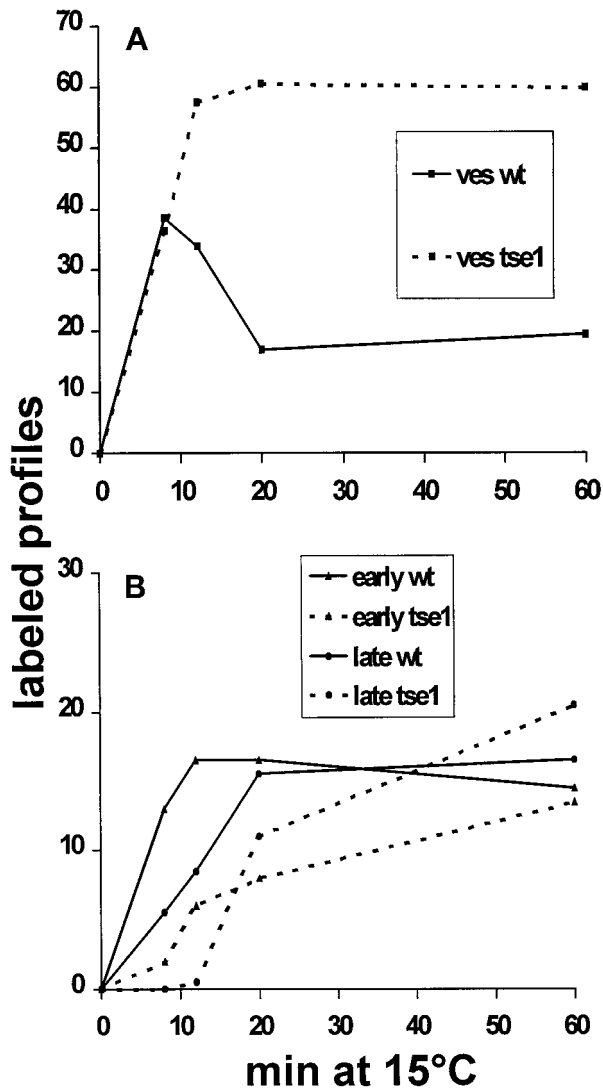 70
A
60
50
40
30
20
10
0
ves wt
ves tse1
0 10 20 30 40 50 60
labeled profiles
30
B
20
10
0
early wt
early tse1
late wt
late tse1
0 10 20 30 40 50 60
min at 15°C